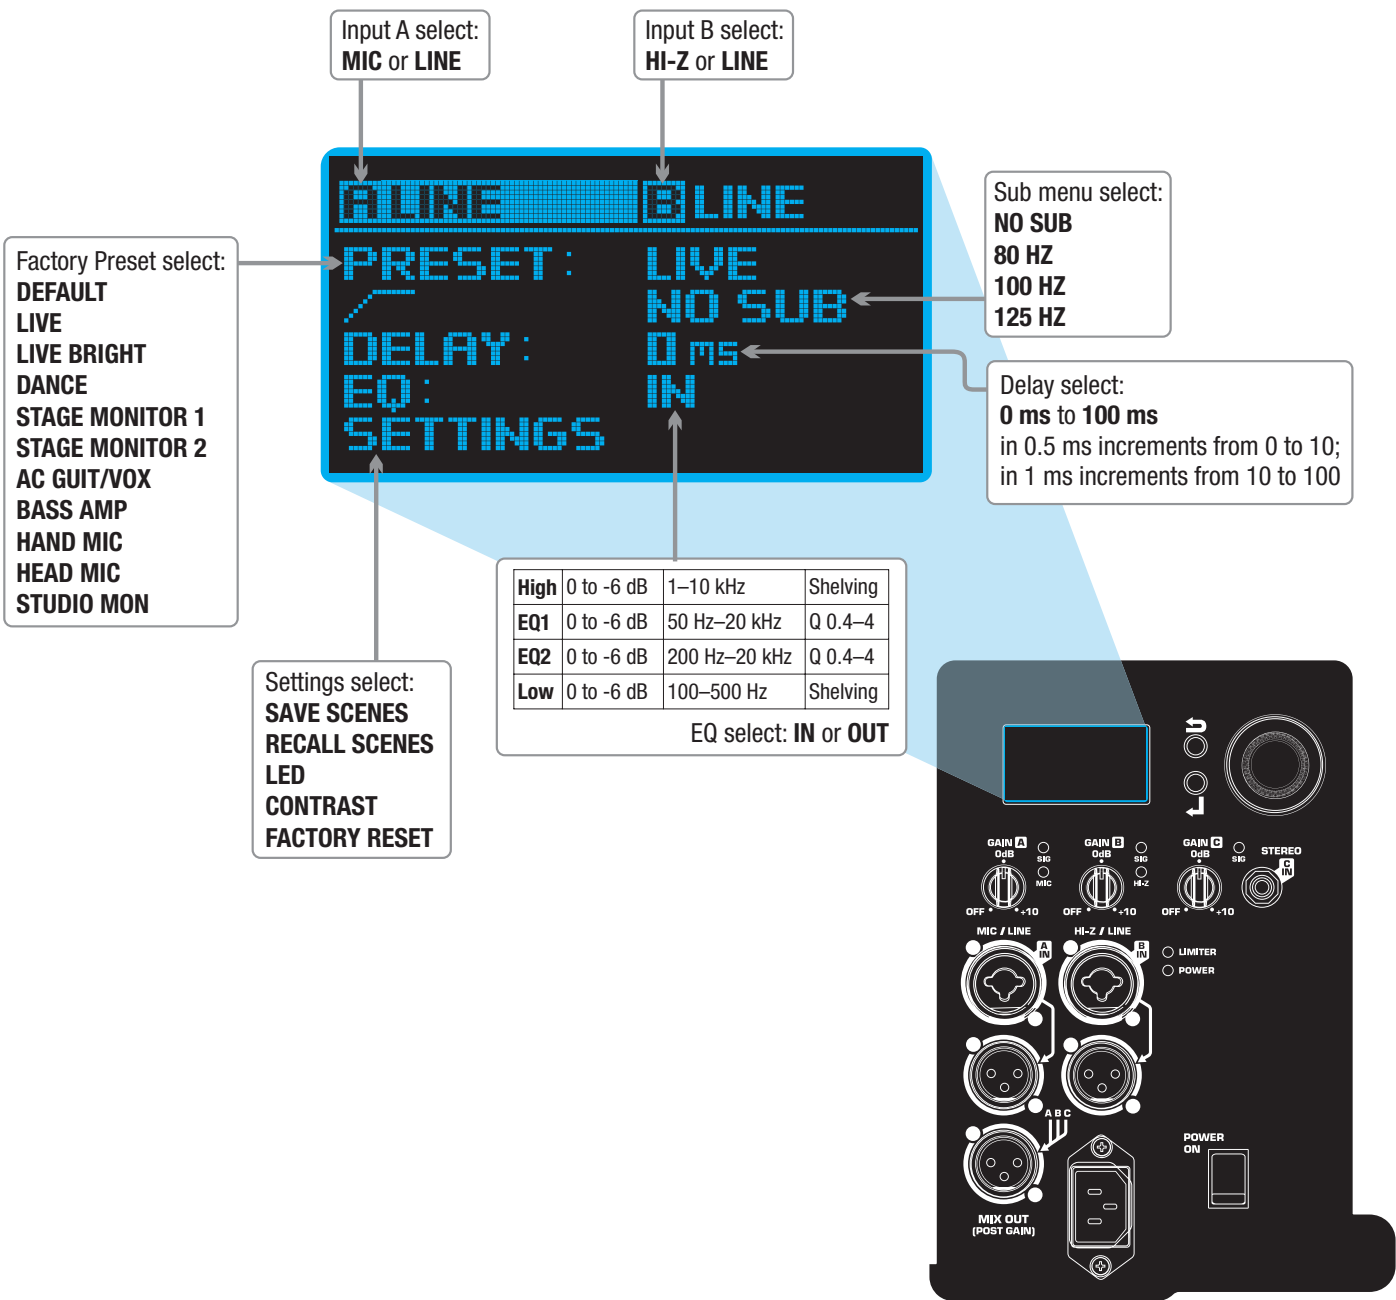 Input A select:
MIC or LINE
Input B select:
HI-Z or LINE
A LINE B LINE
PRESET: LIVE
NO SUB
DELAY: 0 ms
EQ: IN
SETTINGS
Sub menu select:
NO SUB
80 HZ
100 HZ
125 HZ
Factory Preset select:
DEFAULT
LIVE
LIVE BRIGHT
DANCE
STAGE MONITOR 1
STAGE MONITOR 2
AC GUIT/VOX
BASS AMP
HAND MIC
HEAD MIC
STUDIO MON
Delay select:
0 ms to 100 ms
in 0.5 ms increments from 0 to 10;
in 1 ms increments from 10 to 100
High 0 to -6 dB 1–10 kHz Shelving
EQ1 0 to -6 dB 50 Hz–20 kHz Q 0.4–4
EQ2 0 to -6 dB 200 Hz–20 kHz Q 0.4–4
Low 0 to -6 dB 100–500 Hz Shelving
EQ select: IN or OUT
Settings select:
SAVE SCENES
RECALL SCENES
LED
CONTRAST
FACTORY RESET
GAIN A
0dB
SIG
MIC
OFF +10
GAIN B
0dB
SIG
HI-Z
OFF +10
GAIN C
0dB
SIG
OFF +10
STEREO
C
IN
MIC / LINE
A
IN
HI-Z / LINE
B
IN
LIMITER
POWER
A B C
MIX OUT
(POST GAIN)
POWER
ON